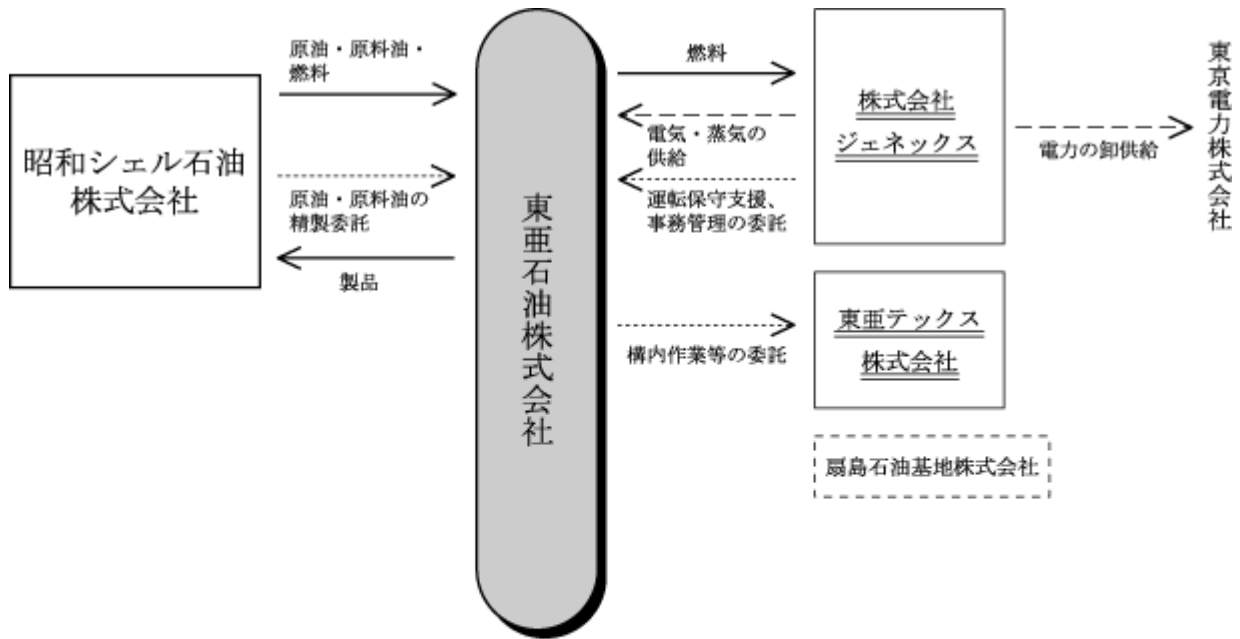 原油・原料油・
燃料
昭和シェル石油
株式会社
原油・原料油の
精製委託
製品
東亜石油株式会社
燃料
電気・蒸気の
供給
運転保守支援、
事務管理の委託
株式会社
ジェネックス
電力の卸供給
東京電力株式会社
構内作業等の委託
東亜テックス
株式会社
扇島石油基地株式会社